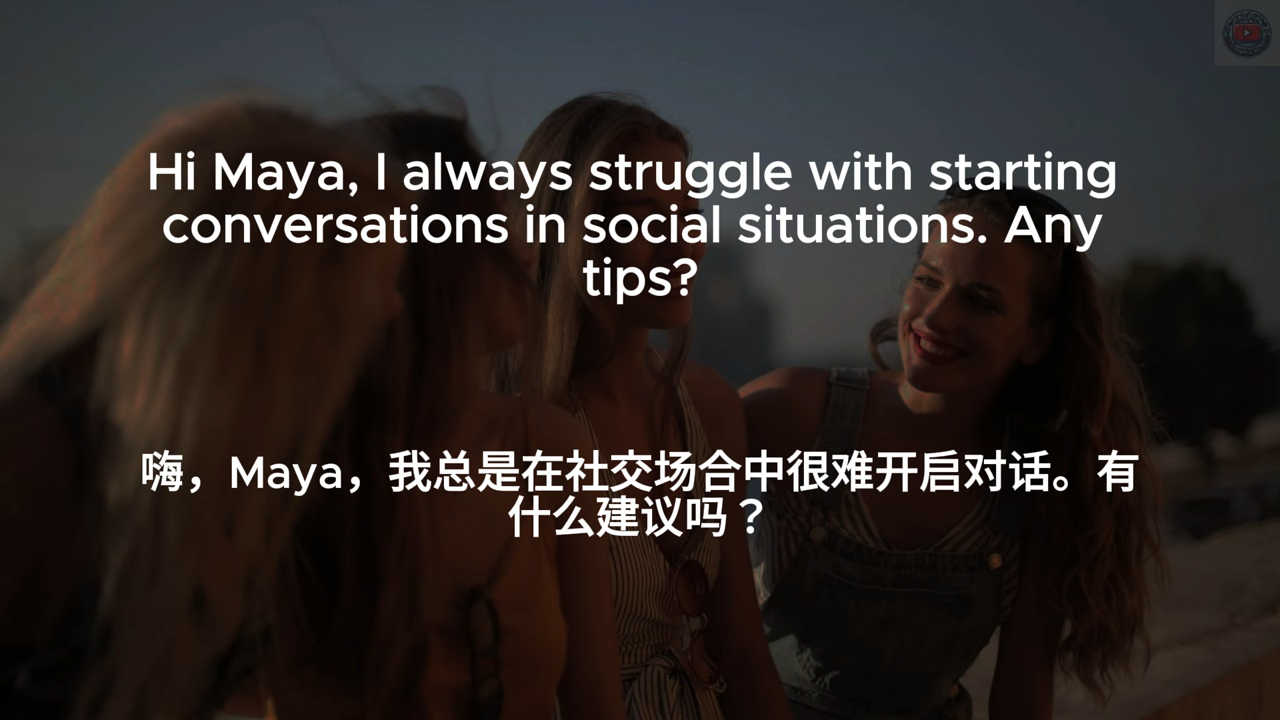 Hi Maya, I always struggle with starting
conversations in social situations. Any
tips?
嗨，Maya，我总是在社交场合中很难开启对话。有
什么建议吗？